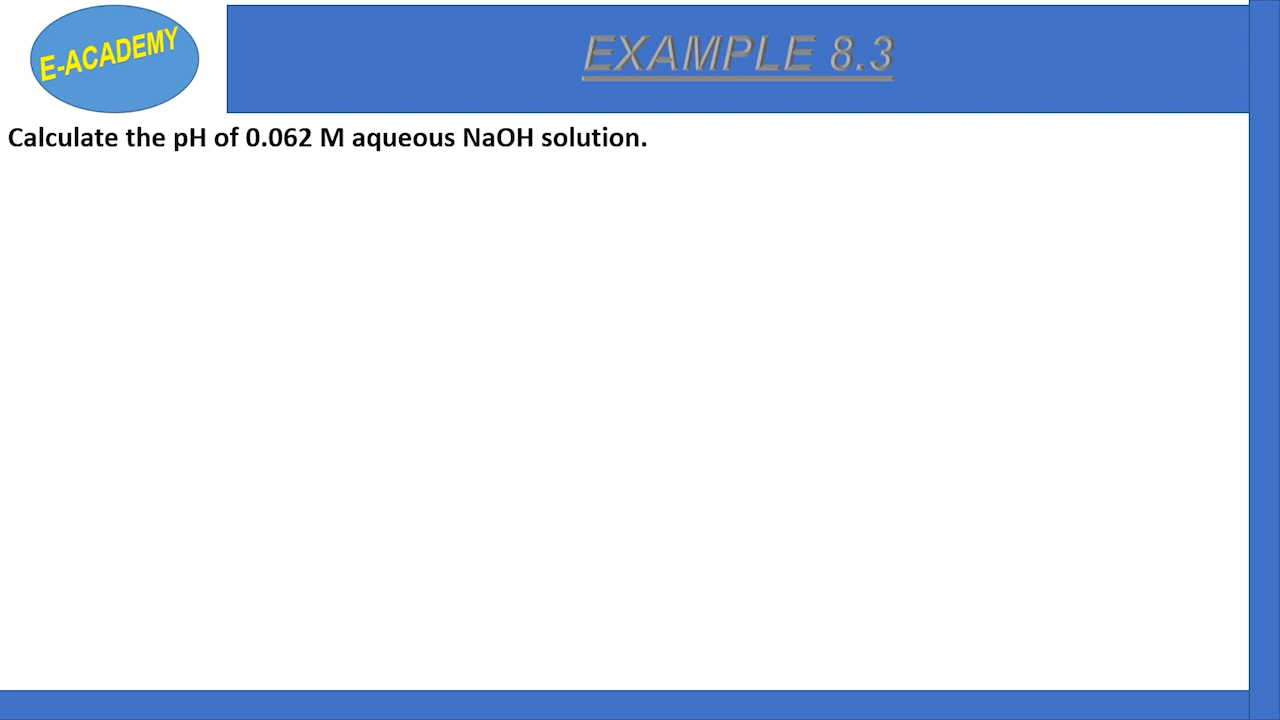 E-ACADEMY
EXAMPLE 8.3
Calculate the pH of 0.062 M aqueous NaOH solution.